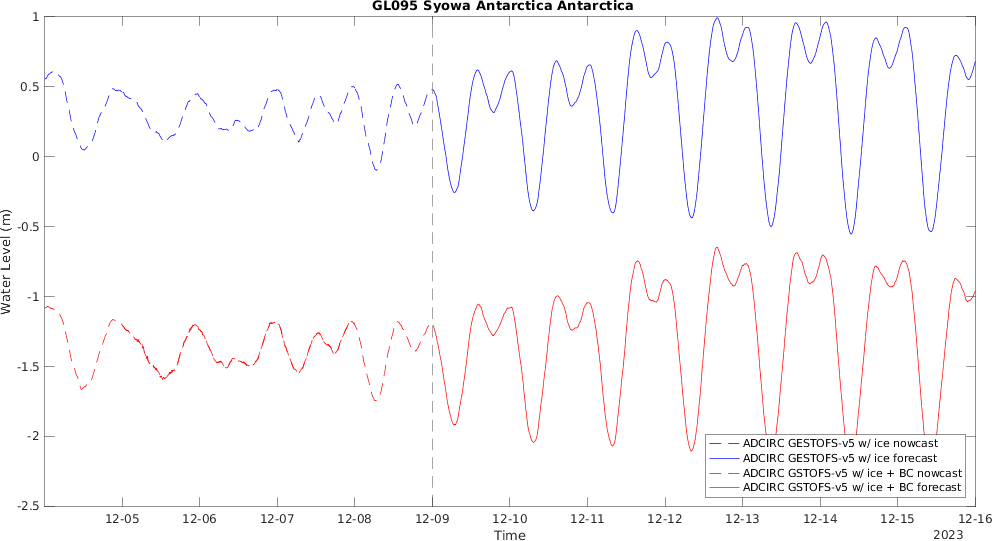 GL095 Syowa Antarctica Antarctica
1
0.5
0
-0.5
-1
-1.5
-2
-2.5
Water Level (m)
ADCIRC GESTOFS-v5 w/ ice nowcast
ADCIRC GESTOFS-v5 w/ ice forecast
ADCIRC GSTOFS-v5 w/ ice + BC nowcast
ADCIRC GSTOFS-v5 w/ ice + BC forecast
12-05 12-06 12-07 12-08 12-09 12-10 12-11 12-12 12-13 12-14 12-15 12-16
Time
2023